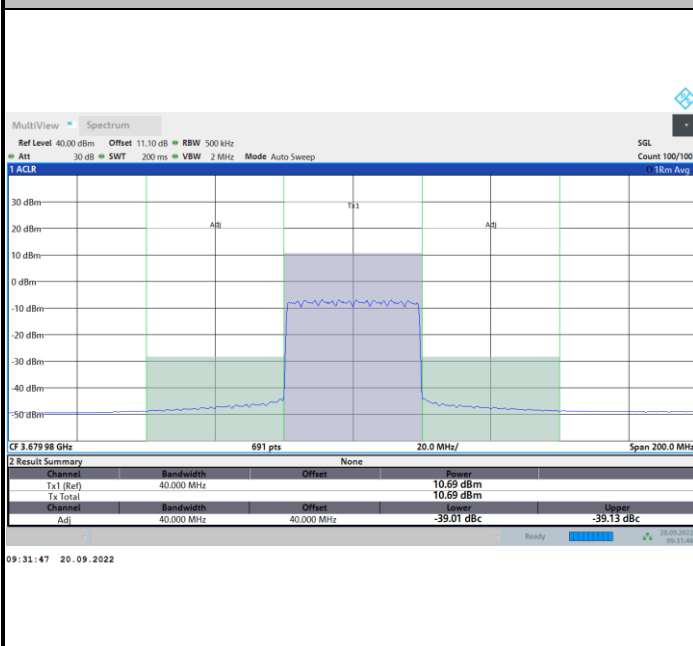 MultiView Spectrum
Ref Level 40.00 dBm Offset 11.10 dB RBW 500 kHz SGL
Att 30 dB SWT 200 ms VBW 2 MHz Mode Auto Sweep Count 100/100
1 ACLR 1Rm Avg
Tx1
Adj Adj
30 dBm
20 dBm
10 dBm
0 dBm
-10 dBm
-20 dBm
-30 dBm
-40 dBm
-50 dBm
CF 3.67998 GHz 691 pts 20.0 MHz/ Span 200.0 MHz
2 Result Summary None
Channel Bandwidth Offset Power
Tx1 (Ref) 40.000 MHz 10.69 dBm
Tx Total 10.69 dBm
Channel Bandwidth Offset Lower Upper
Adj 40.000 MHz 40.000 MHz -39.01 dBc -39.13 dBc
Ready 20.09.2022
09:31:47 20.09.2022